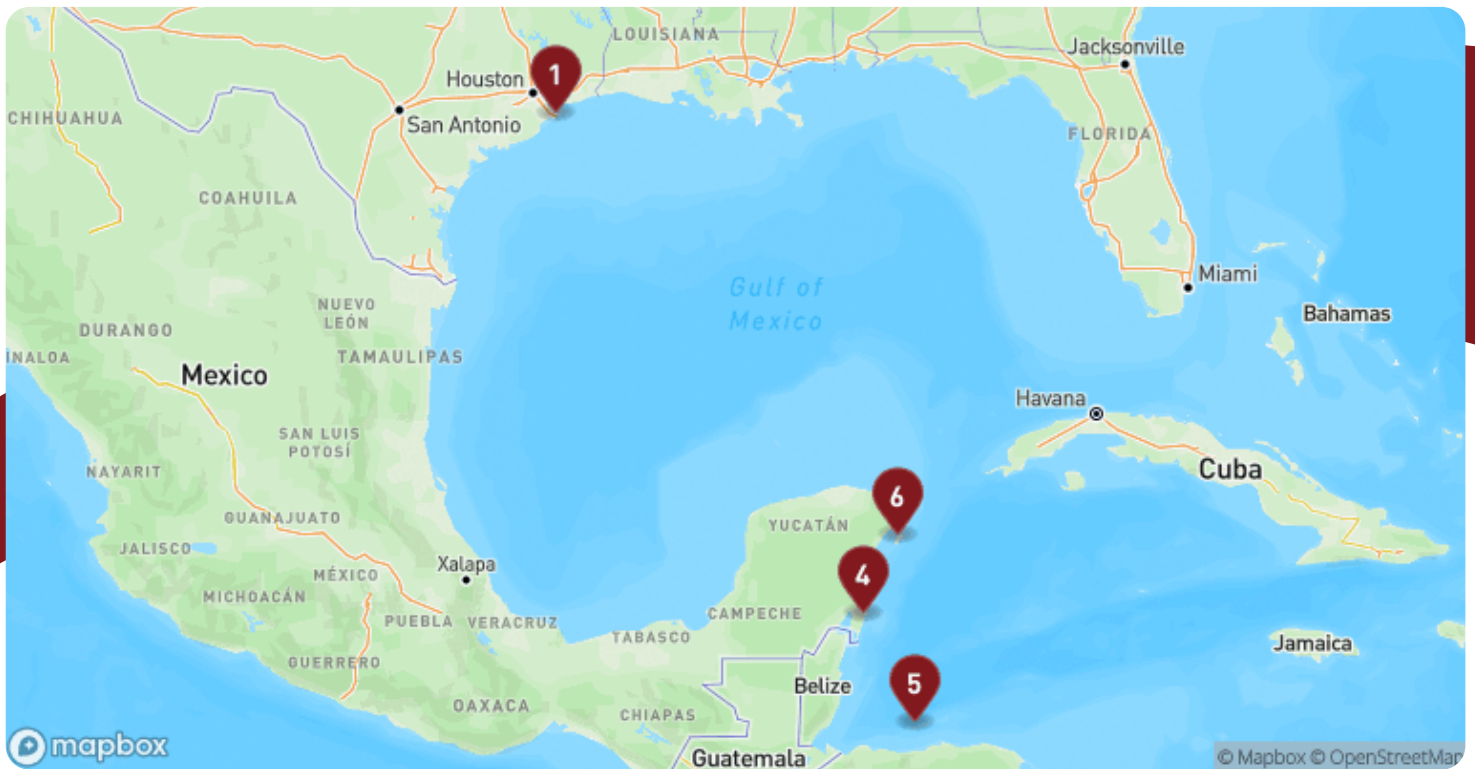 LOUISIANA
Jacksonville
Houston
1
CHIHUAHUA
San Antonio
FLORIDA
COAHUILA
Miami
Gulf of
Mexico
NUEVO
LEÓN
Bahamas
DURANGO
INALOA
TAMAULIPAS
Mexico
Havana
SAN LUIS
POTOSÍ
NAYARIT
Cuba
6
GUANAJUATO
YUCATÁN
JALISCO
Xalapa
MÉXICO
4
MICHOACÁN
PUEBLA
VERACRUZ
CAMPECHE
TABASCO
Jamaica
GUERRERO
Belize
5
OAXACA
CHIAPAS
mapbox
Guatemala
© Mapbox © OpenStreetMap